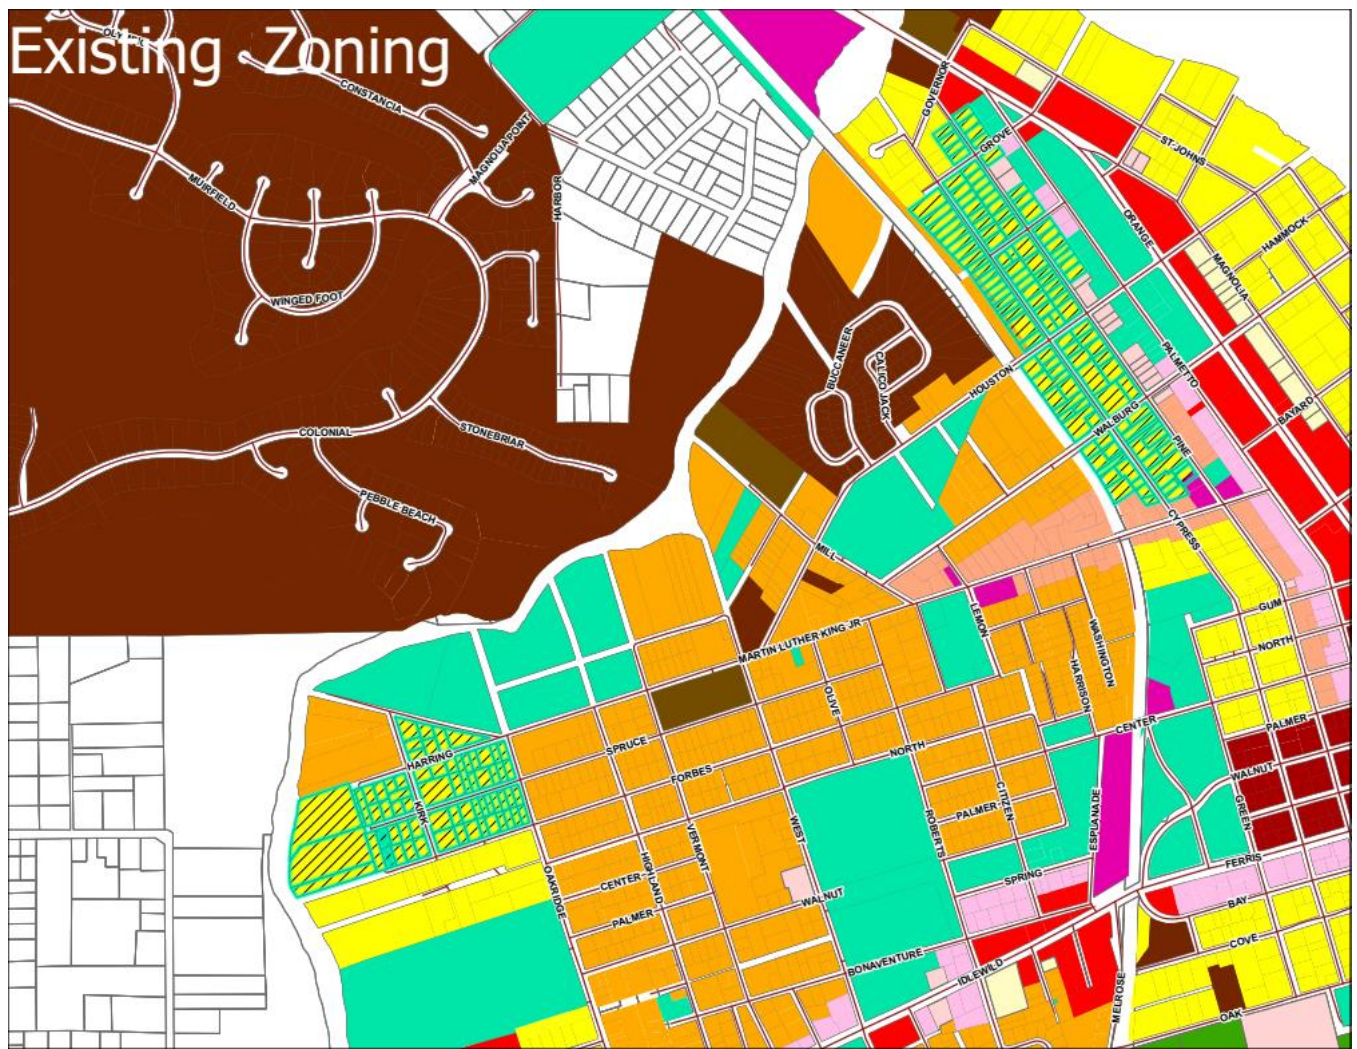 Existing Zoning
CONSTANCIA
MAGNOLIA POINT
MUIRFIELD
HARBOR
WINGED FOOT
COLONIAL
STONEBRIAR
PEBBLE BEACH
GOVERNOR
GROVE
ST JOHNS
ORANGE
HAMMOCK
MAGNOLIA
BUCCANEER
CALICO JACK
HOUSTON
PALMETTO
WALBURG
BAYARD
PINE
CYPRESS
MILL
LEMON
GUM
MARTIN LUTHER KING JR
WASHINGTON
HARRISON
NORTH
OLIVE
CENTER
PALMER
SPRUCE
NORTH
HARRING
FORBES
WALNUT
KIRK
CITIZEN
ESPLANADE
PALMER
ROBERTS
GREEN
WEST
VERMONT
HIGHLAND
FERRIS
OAKRIDGE
CENTER
SPRING
WALNUT
BAY
PALMER
COVE
BONAVENTURE
IDLEWILD
MELROSE
OAK